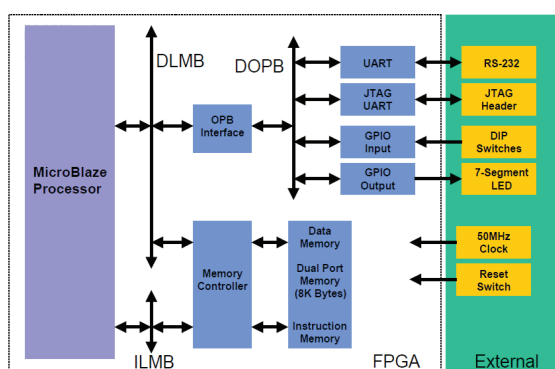 DLMB
DOPB
UART
RS-232
JTAG
UART
JTAG
Header
OPB
Interface
GPIO
Input
DIP
Switches
MicroBlaze
Processor
GPIO
Output
7-Segment
LED
Data
Memory
50MHz
Clock
Memory
Controller
Dual Port
Memory
(8K Bytes)
Reset
Switch
Instruction
Memory
ILMB
FPGA
External